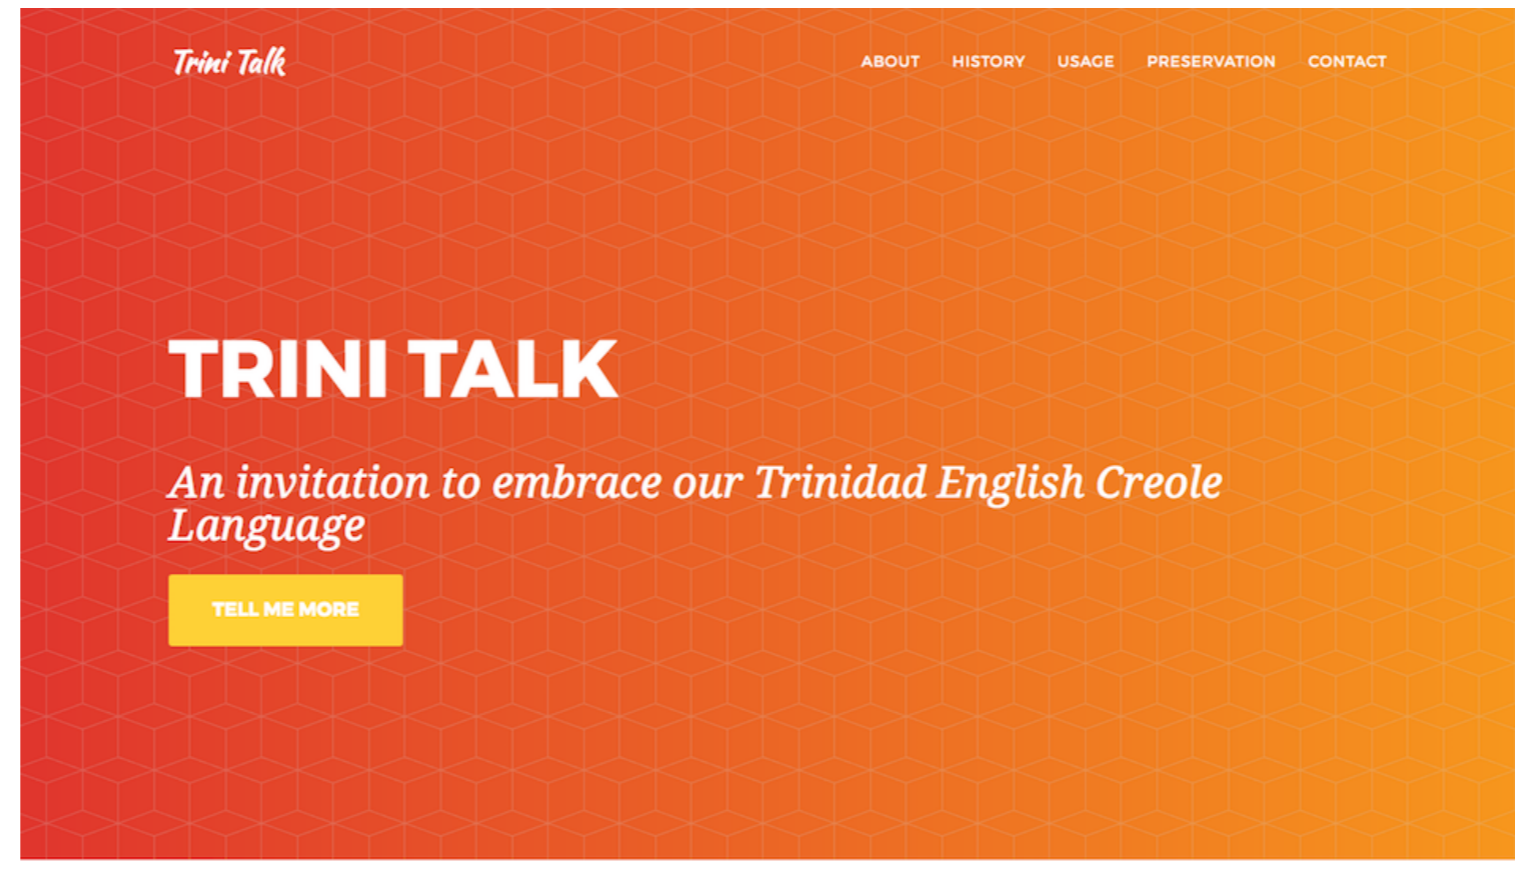 Trini Talk
ABOUT HISTORY USAGE PRESERVATION CONTACT
TRINI TALK
An invitation to embrace our Trinidad English Creole
Language
TELL ME MORE